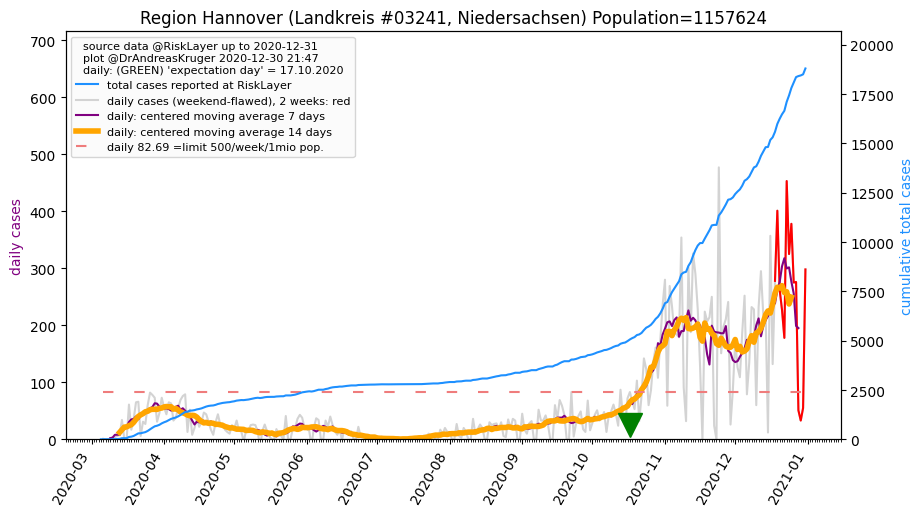 Region Hannover (Landkreis #03241, Niedersachsen) Population=1157624
source data @RiskLayer up to 2020-12-31
plot @DrAndreasKruger 2020-12-30 21:47
daily: (GREEN) 'expectation day' = 17.10.2020
total cases reported at RiskLayer
daily cases (weekend-flawed), 2 weeks: red
daily: centered moving average 7 days
daily: centered moving average 14 days
daily 82.69 =limit 500/week/1mio pop.
daily cases
700
600
500
400
300
200
100
0
cumulative total cases
20000
17500
15000
12500
10000
7500
5000
2500
0
2020-03
2020-04
2020-05
2020-06
2020-07
2020-08
2020-09
2020-10
2020-11
2020-12
2021-01